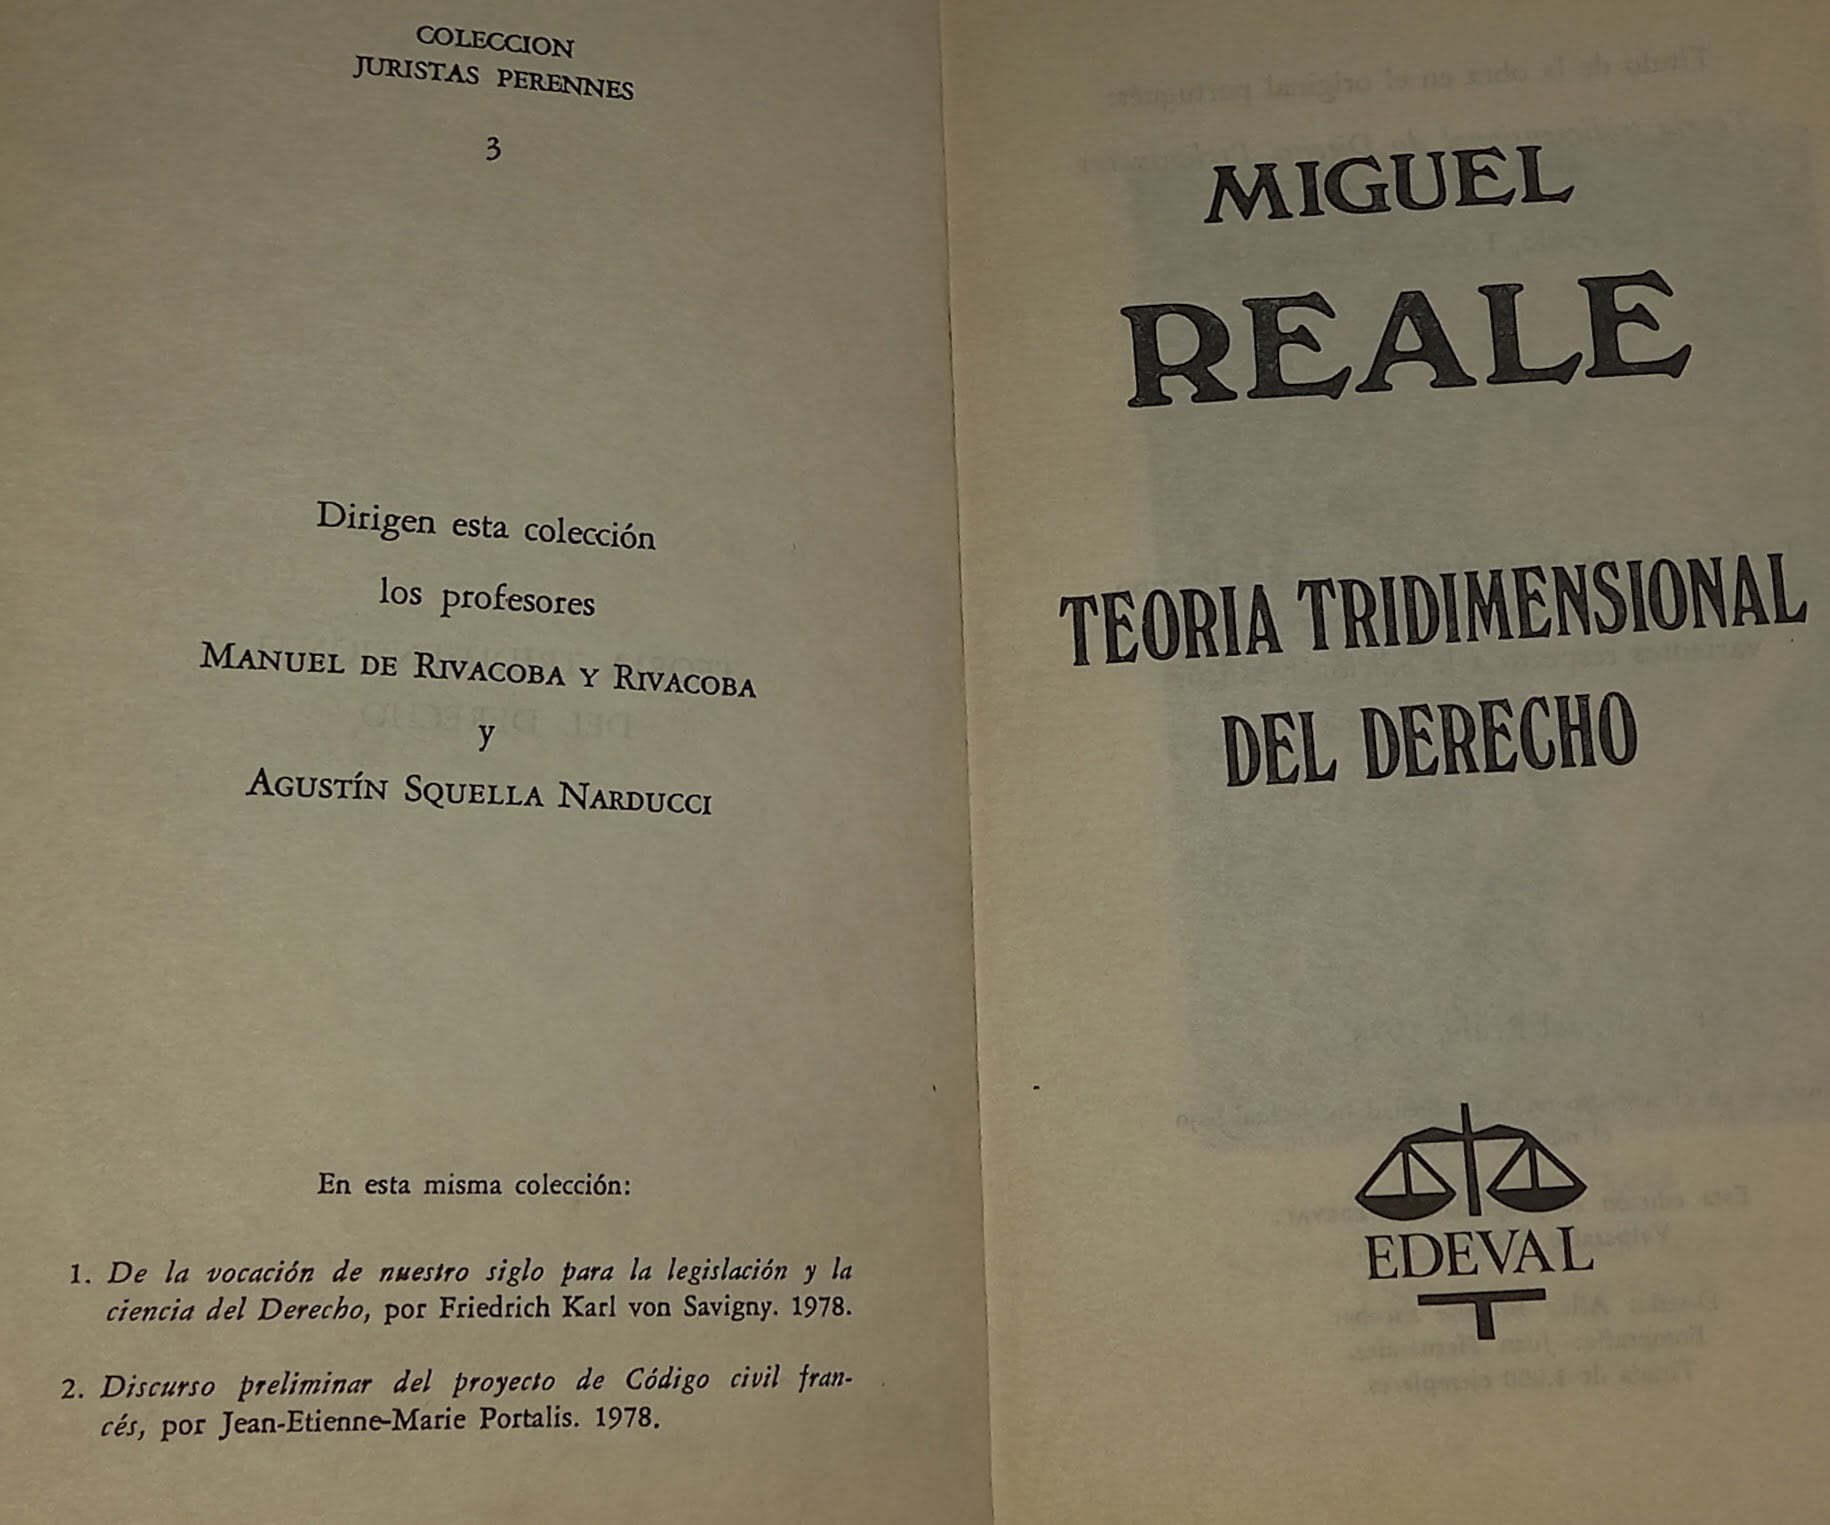 COLECCION
JURISTAS PERENNES
3
Dirigen esta colección
los profesores
MANUEL DE RIVACOBA Y RIVACOBA
y
AGUSTÍN SQUELLA NARDUCCI
En esta misma colección:
1. De la vocación de nuestro siglo para la legislación y la
ciencia del Derecho, por Friedrich Karl von Savigny. 1978.
2. Discurso preliminar del proyecto de Código civil fran-
cés, por Jean-Etienne-Marie Portalis. 1978.
MIGUEL
REALE
TEORIA TRIDIMENSIONAL
DEL DERECHO
EDEVAL